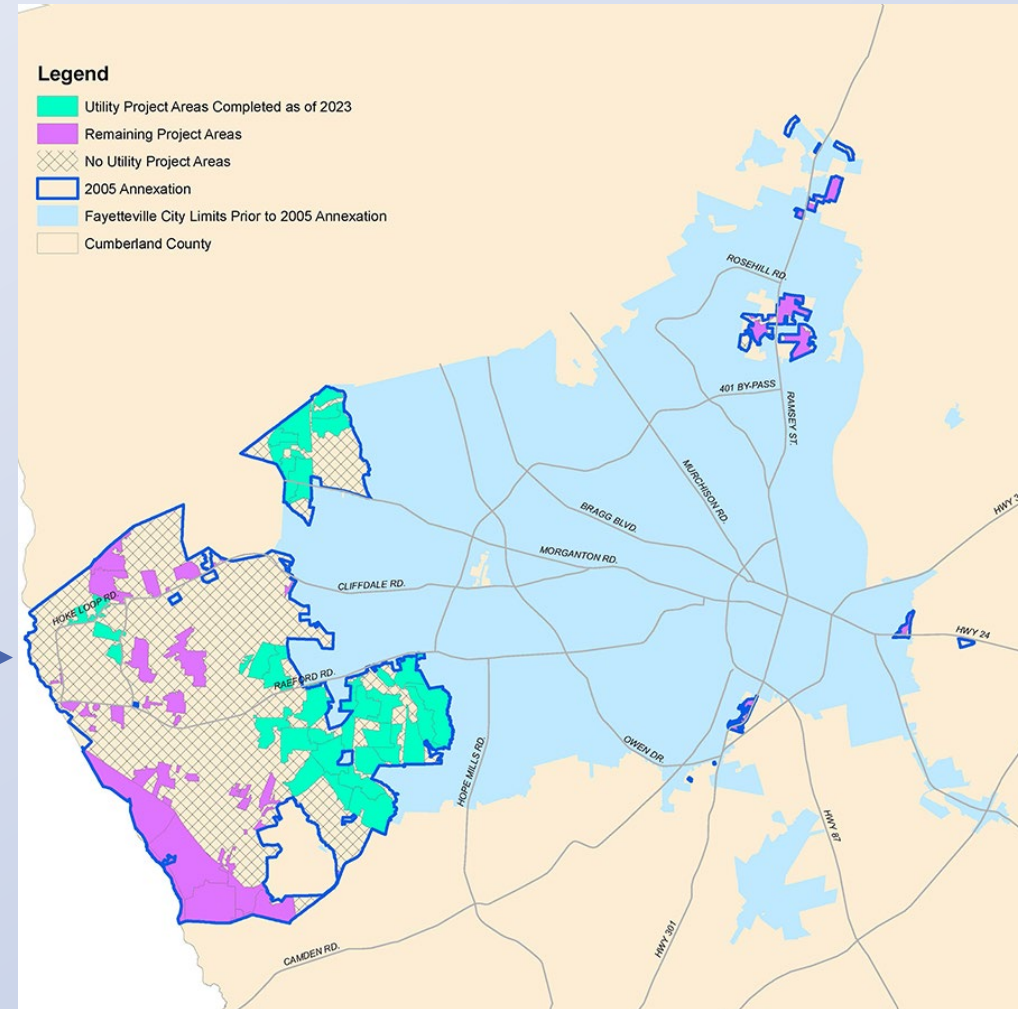 Legend
Utility Project Areas Completed as of 2023
Remaining Project Areas
No Utility Project Areas
2005 Annexation
Fayetteville City Limits Prior to 2005 Annexation
Cumberland County
ROSEHILL RD.
401 BY-PASS
RAMSEY ST.
MURCHISON RD.
BRAGG BLVD.
MORGANTON RD.
CLIFFDALE RD.
HOKE LOOP RD.
RAEFORD RD.
HWY 24
OWEN DR.
HOPE MILLS RD.
HWY 87
HWY 301
CAMDEN RD.